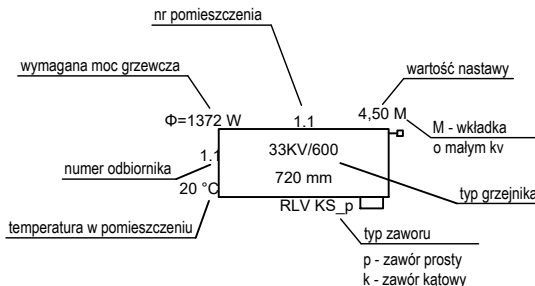 nr pomieszczenia
wymagana moc grzewcza
wartość nastawy
Φ=1372 W
1.1
4,50 M
M - wkładka
o małym kv
1.1
33KV/600
numer odbiornika
720 mm
20 °C
typ grzejnika
RLV KS_p
temperatura w pomieszczeniu
typ zaworu
p - zawór prosty
k - zawór kątowy